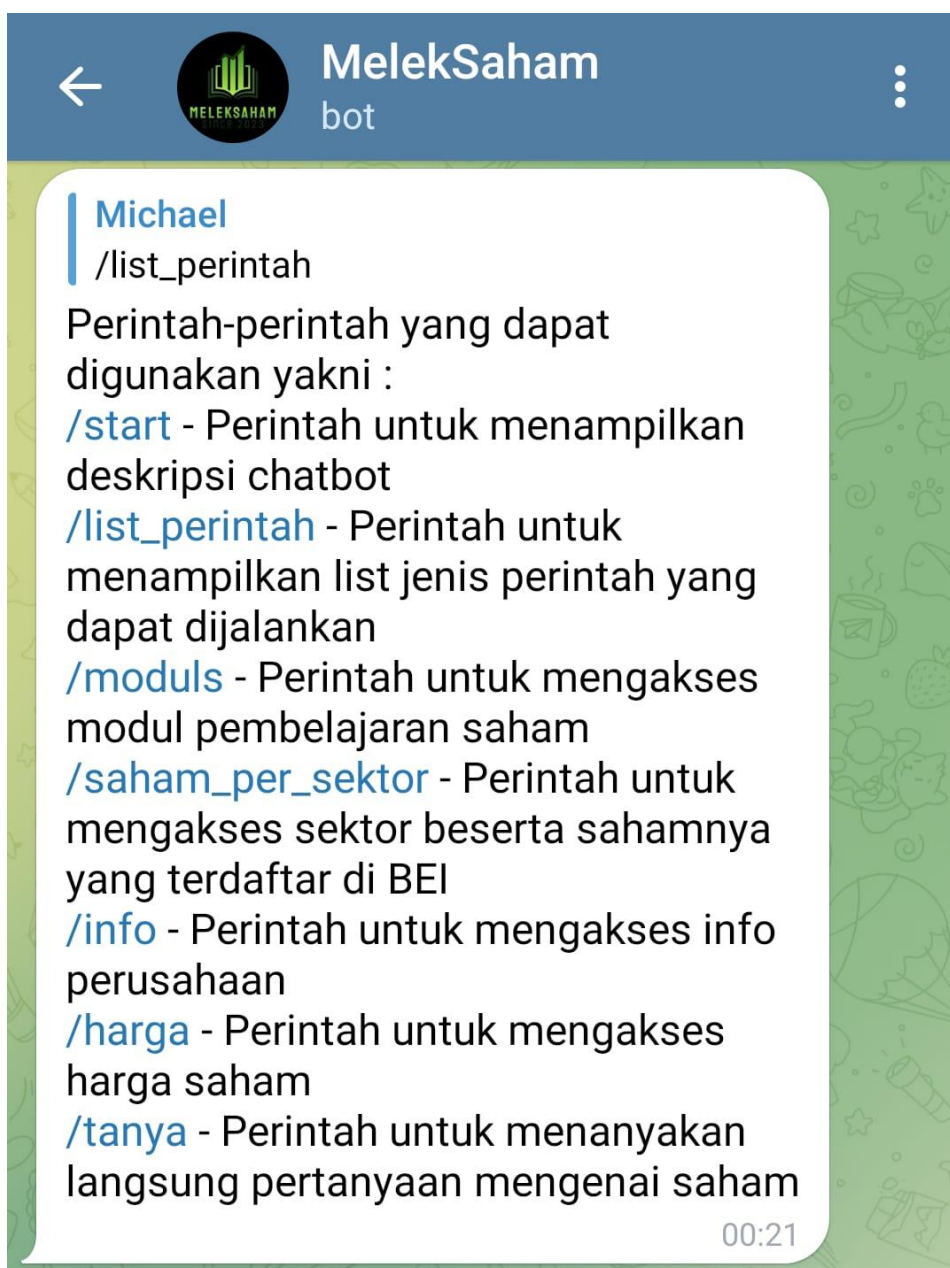 MelekSaham
bot
MELEKSAHAM
SINCE 2023
Michael
/list_perintah
Perintah-perintah yang dapat
digunakan yakni :
/start - Perintah untuk menampilkan
deskripsi chatbot
/list_perintah - Perintah untuk
menampilkan list jenis perintah yang
dapat dijalankan
/moduls - Perintah untuk mengakses
modul pembelajaran saham
/saham_per_sektor - Perintah untuk
mengakses sektor beserta sahamnya
yang terdaftar di BEI
/info - Perintah untuk mengakses info
perusahaan
/harga - Perintah untuk mengakses
harga saham
/tanya - Perintah untuk menanyakan
langsung pertanyaan mengenai saham
00:21